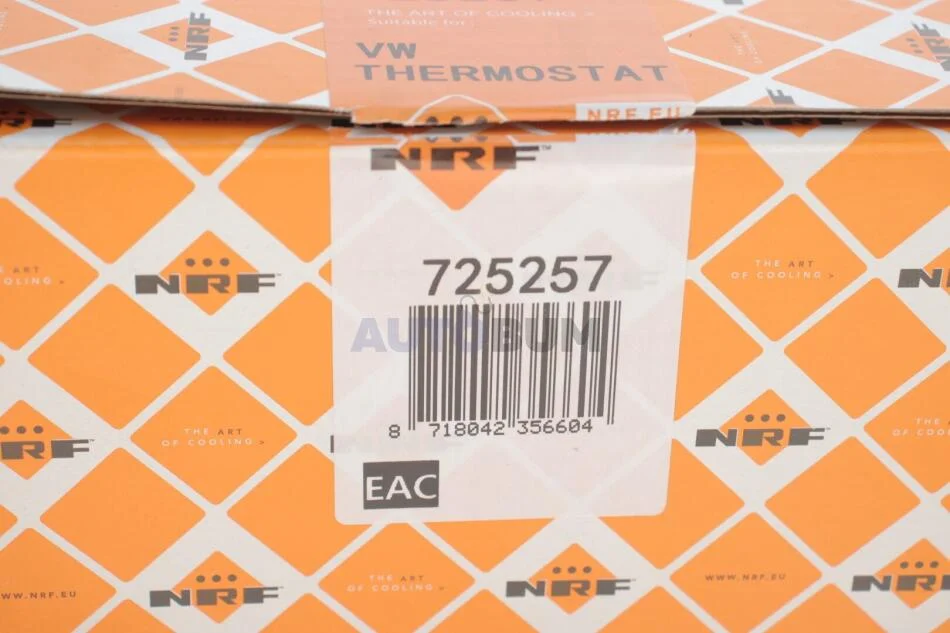 NRF
THE ART OF COOLING >
Suitable for:
VW
THERMOSTAT
NRF.EU
NRF™
725257
AUTOBUM
8 718042 356604
EAC
THE ART
OF COOLING >
NRF
NRF
THE ART
OF COOLING >
NRF
THE ART
OF COOLING >
NRF
NRF
THE ART
OF COOLING >
NRF
WWW.NRF.EU
NRF
THE ART
OF COOLING >
NRF
WWW.NRF.EU
NRF